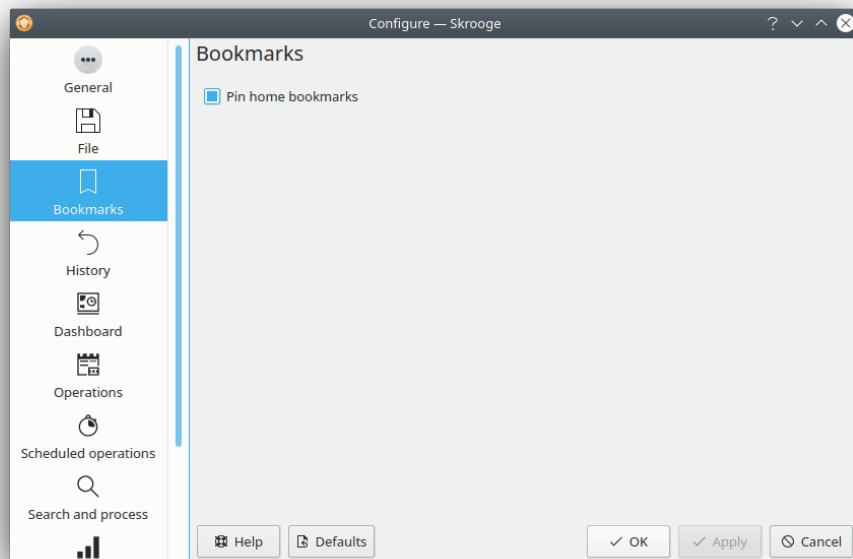 Configure — Skrooge
General
File
Bookmarks
History
Dashboard
Operations
Scheduled operations
Search and process
Bookmarks
Pin home bookmarks
Help
Defaults
OK
Apply
Cancel